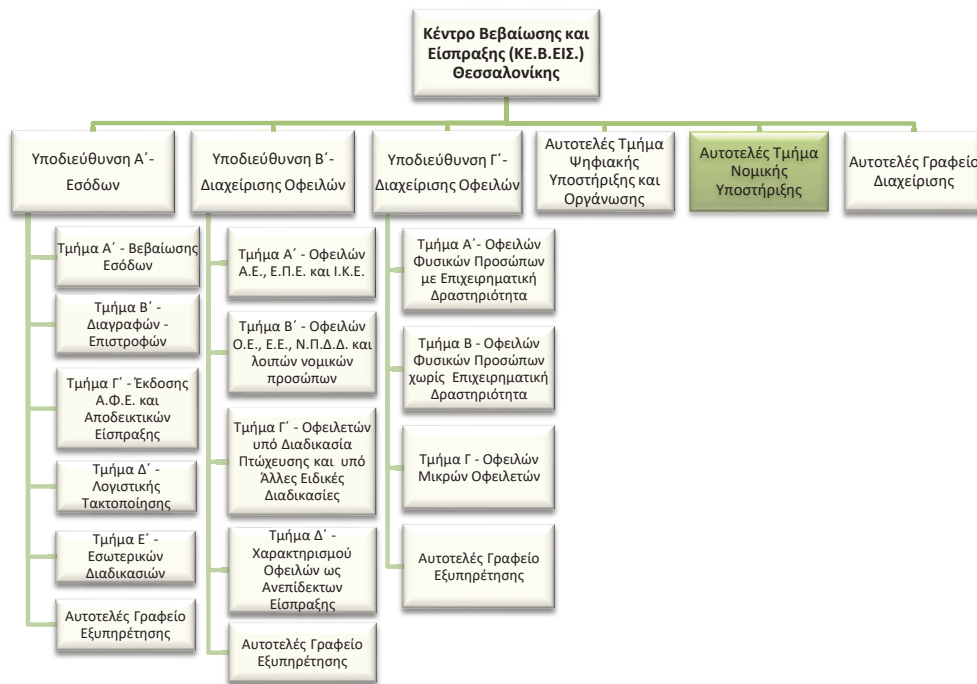 Κέντρο Βεβαίωσης και
Είσπραξης (ΚΕ.Β.ΕΙΣ.)
Θεσσαλονίκης
Υποδιεύθυνση Α΄-
Εσόδων
Υποδιεύθυνση Β΄-
Διαχείρισης Οφειλών
Υποδιεύθυνση Γ΄-
Διαχείρισης Οφειλών
Αυτοτελές Τμήμα
Ψηφιακής
Υποστήριξης και
Οργάνωσης
Αυτοτελές Τμήμα
Νομικής
Υποστήριξης
Αυτοτελές Γραφείο
Διαχείρισης
Τμήμα Α΄ - Βεβαίωσης
Εσόδων
Τμήμα Β΄ -
Διαγραφών -
Επιστροφών
Τμήμα Γ΄ - Έκδοσης
Α.Φ.Ε. και
Αποδεικτικών
Είσπραξης
Τμήμα Δ΄ -
Λογιστικής
Τακτοποίησης
Τμήμα Ε΄ -
Εσωτερικών
Διαδικασιών
Αυτοτελές Γραφείο
Εξυπηρέτησης
Τμήμα Α΄ - Οφειλών
Α.Ε., Ε.Π.Ε. και Ι.Κ.Ε.
Τμήμα Β΄ - Οφειλών
Ο.Ε., Ε.Ε., Ν.Π.Δ.Δ. και
λοιπών νομικών
προσώπων
Τμήμα Γ΄ - Οφειλετών
υπό Διαδικασία
Πτώχευσης και υπό
Άλλες Ειδικές
Διαδικασίες
Τμήμα Δ΄ -
Χαρακτηρισμού
Οφειλών ως
Ανεπίδεκτων
Είσπραξης
Αυτοτελές Γραφείο
Εξυπηρέτησης
Τμήμα Α΄- Οφειλών
Φυσικών Προσώπων
με Επιχειρηματική
Δραστηριότητα
Τμήμα Β - Οφειλών
Φυσικών Προσώπων
χωρίς Επιχειρηματική
Δραστηριότητα
Τμήμα Γ - Οφειλών
Μικρών Οφειλετών
Αυτοτελές Γραφείο
Εξυπηρέτησης